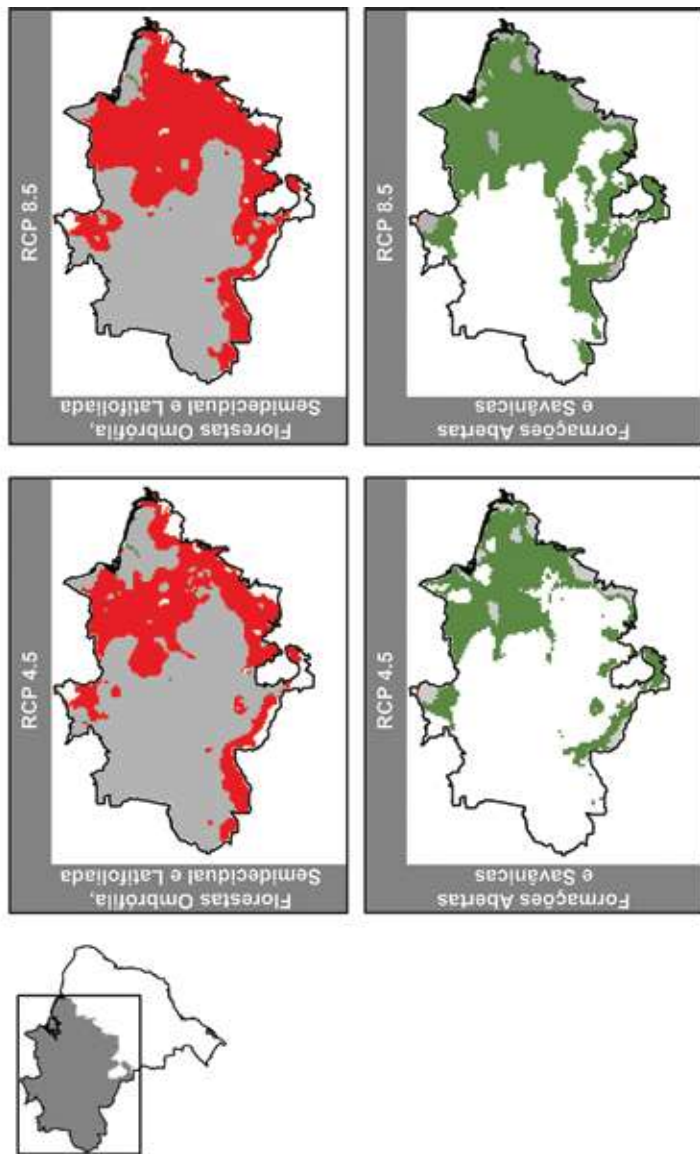 RCP 8.5
Florestas Ombrófila,
Semidecidual e Latifoliada
RCP 8.5
Formações Abertas
e Savânicas
RCP 4.5
Florestas Ombrófila,
Semidecidual e Latifoliada
RCP 4.5
Formações Abertas
e Savânicas